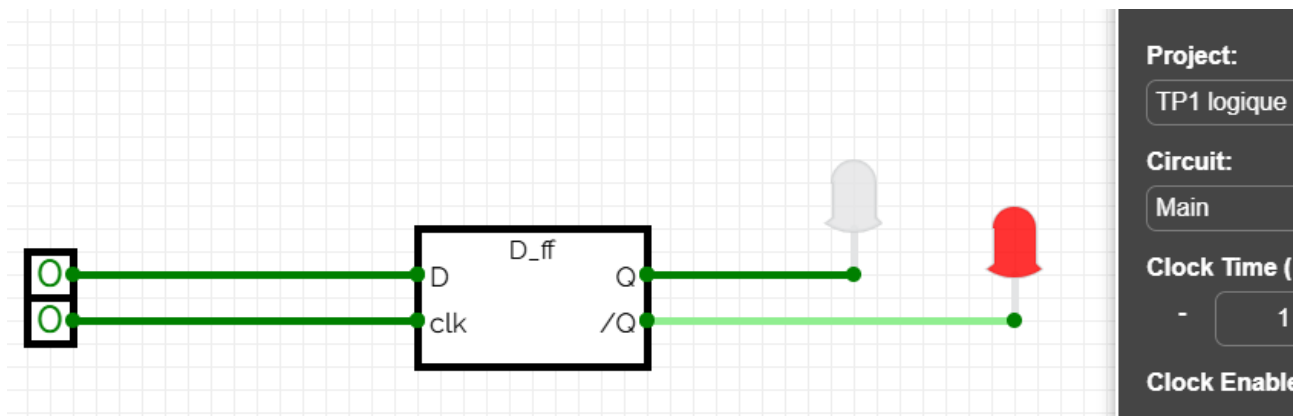 D_ff
0
D
Q
0
clk
/Q
Project:
TP1 logique
Circuit:
Main
Clock Time (
-
1
Clock Enable